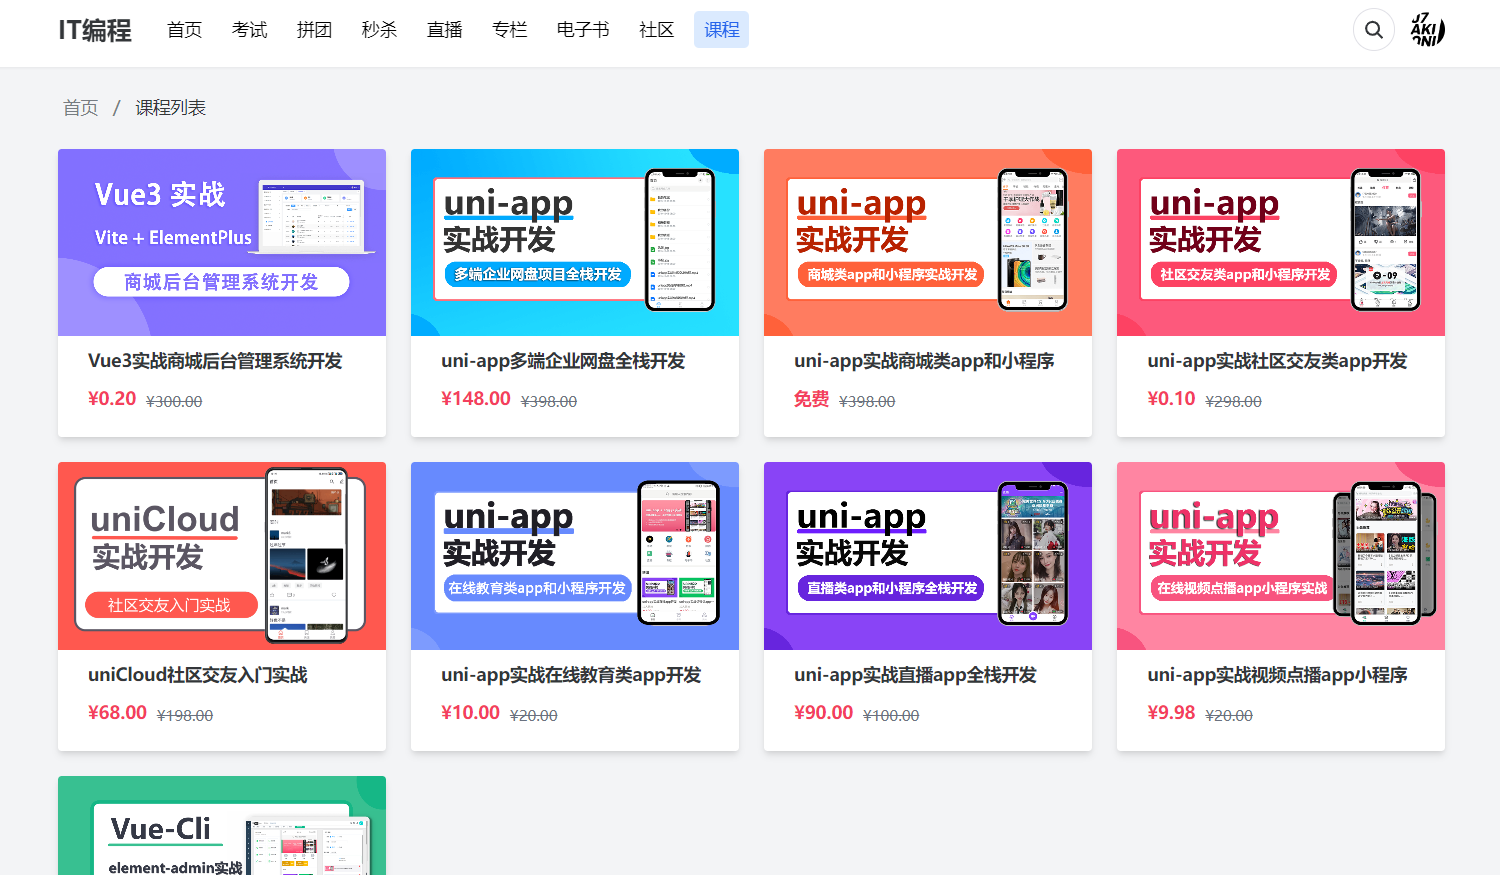 IT编程 首页 考试 拼团 秒杀 直播 专栏 电子书 社区 课程
首页 / 课程列表
Vue3 实战
Vite + ElementPlus
商城后台管理系统开发
Vue3实战商城后台管理系统开发
¥0.20 ¥300.00
uni-app
实战开发
多端企业网盘项目全栈开发
uni-app多端企业网盘全栈开发
¥148.00 ¥398.00
uni-app
实战开发
商城类app和小程序实战开发
uni-app实战商城类app和小程序
免费 ¥398.00
uni-app
实战开发
社区交友类app和小程序开发
uni-app实战社区交友类app开发
¥0.10 ¥298.00
uniCloud
实战开发
社区交友入门实战
uniCloud社区交友入门实战
¥68.00 ¥198.00
uni-app
实战开发
在线教育类app和小程序开发
uni-app实战在线教育类app开发
¥10.00 ¥20.00
uni-app
实战开发
直播类app和小程序全栈开发
uni-app实战直播app全栈开发
¥90.00 ¥100.00
uni-app
实战开发
在线视频点播app小程序实战
uni-app实战视频点播app小程序
¥9.98 ¥20.00
Vue-Cli
element-admin实战